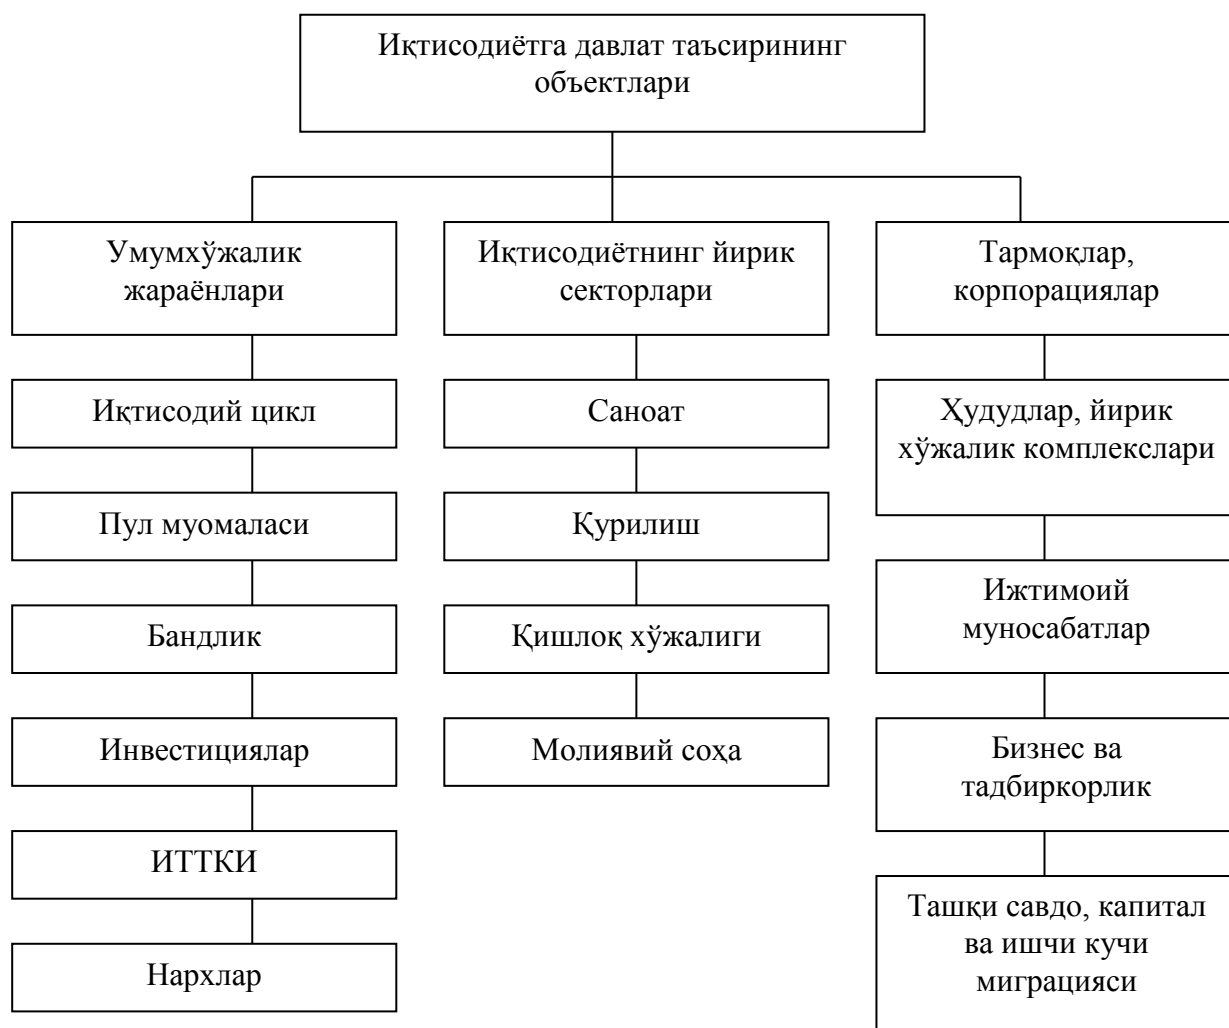 Иқтисодиётга давлат таъсирининг
объектлари
Умумхўжалик
жараёнлари
Иқтисодий цикл
Пул муомаласи
Бандлик
Инвестициялар
ИТТКИ
Нархлар
Иқтисодиётнинг йирик
секторлари
Саноат
Қурилиш
Қишлоқ хўжалиги
Молиявий соҳа
Тармоқлар,
корпорациялар
Ҳудудлар, йирик
хўжалик комплекслари
Ижтимоий
муносабатлар
Бизнес ва
тадбиркорлик
Ташқи савдо, капитал
ва ишчи кучи
миграцияси